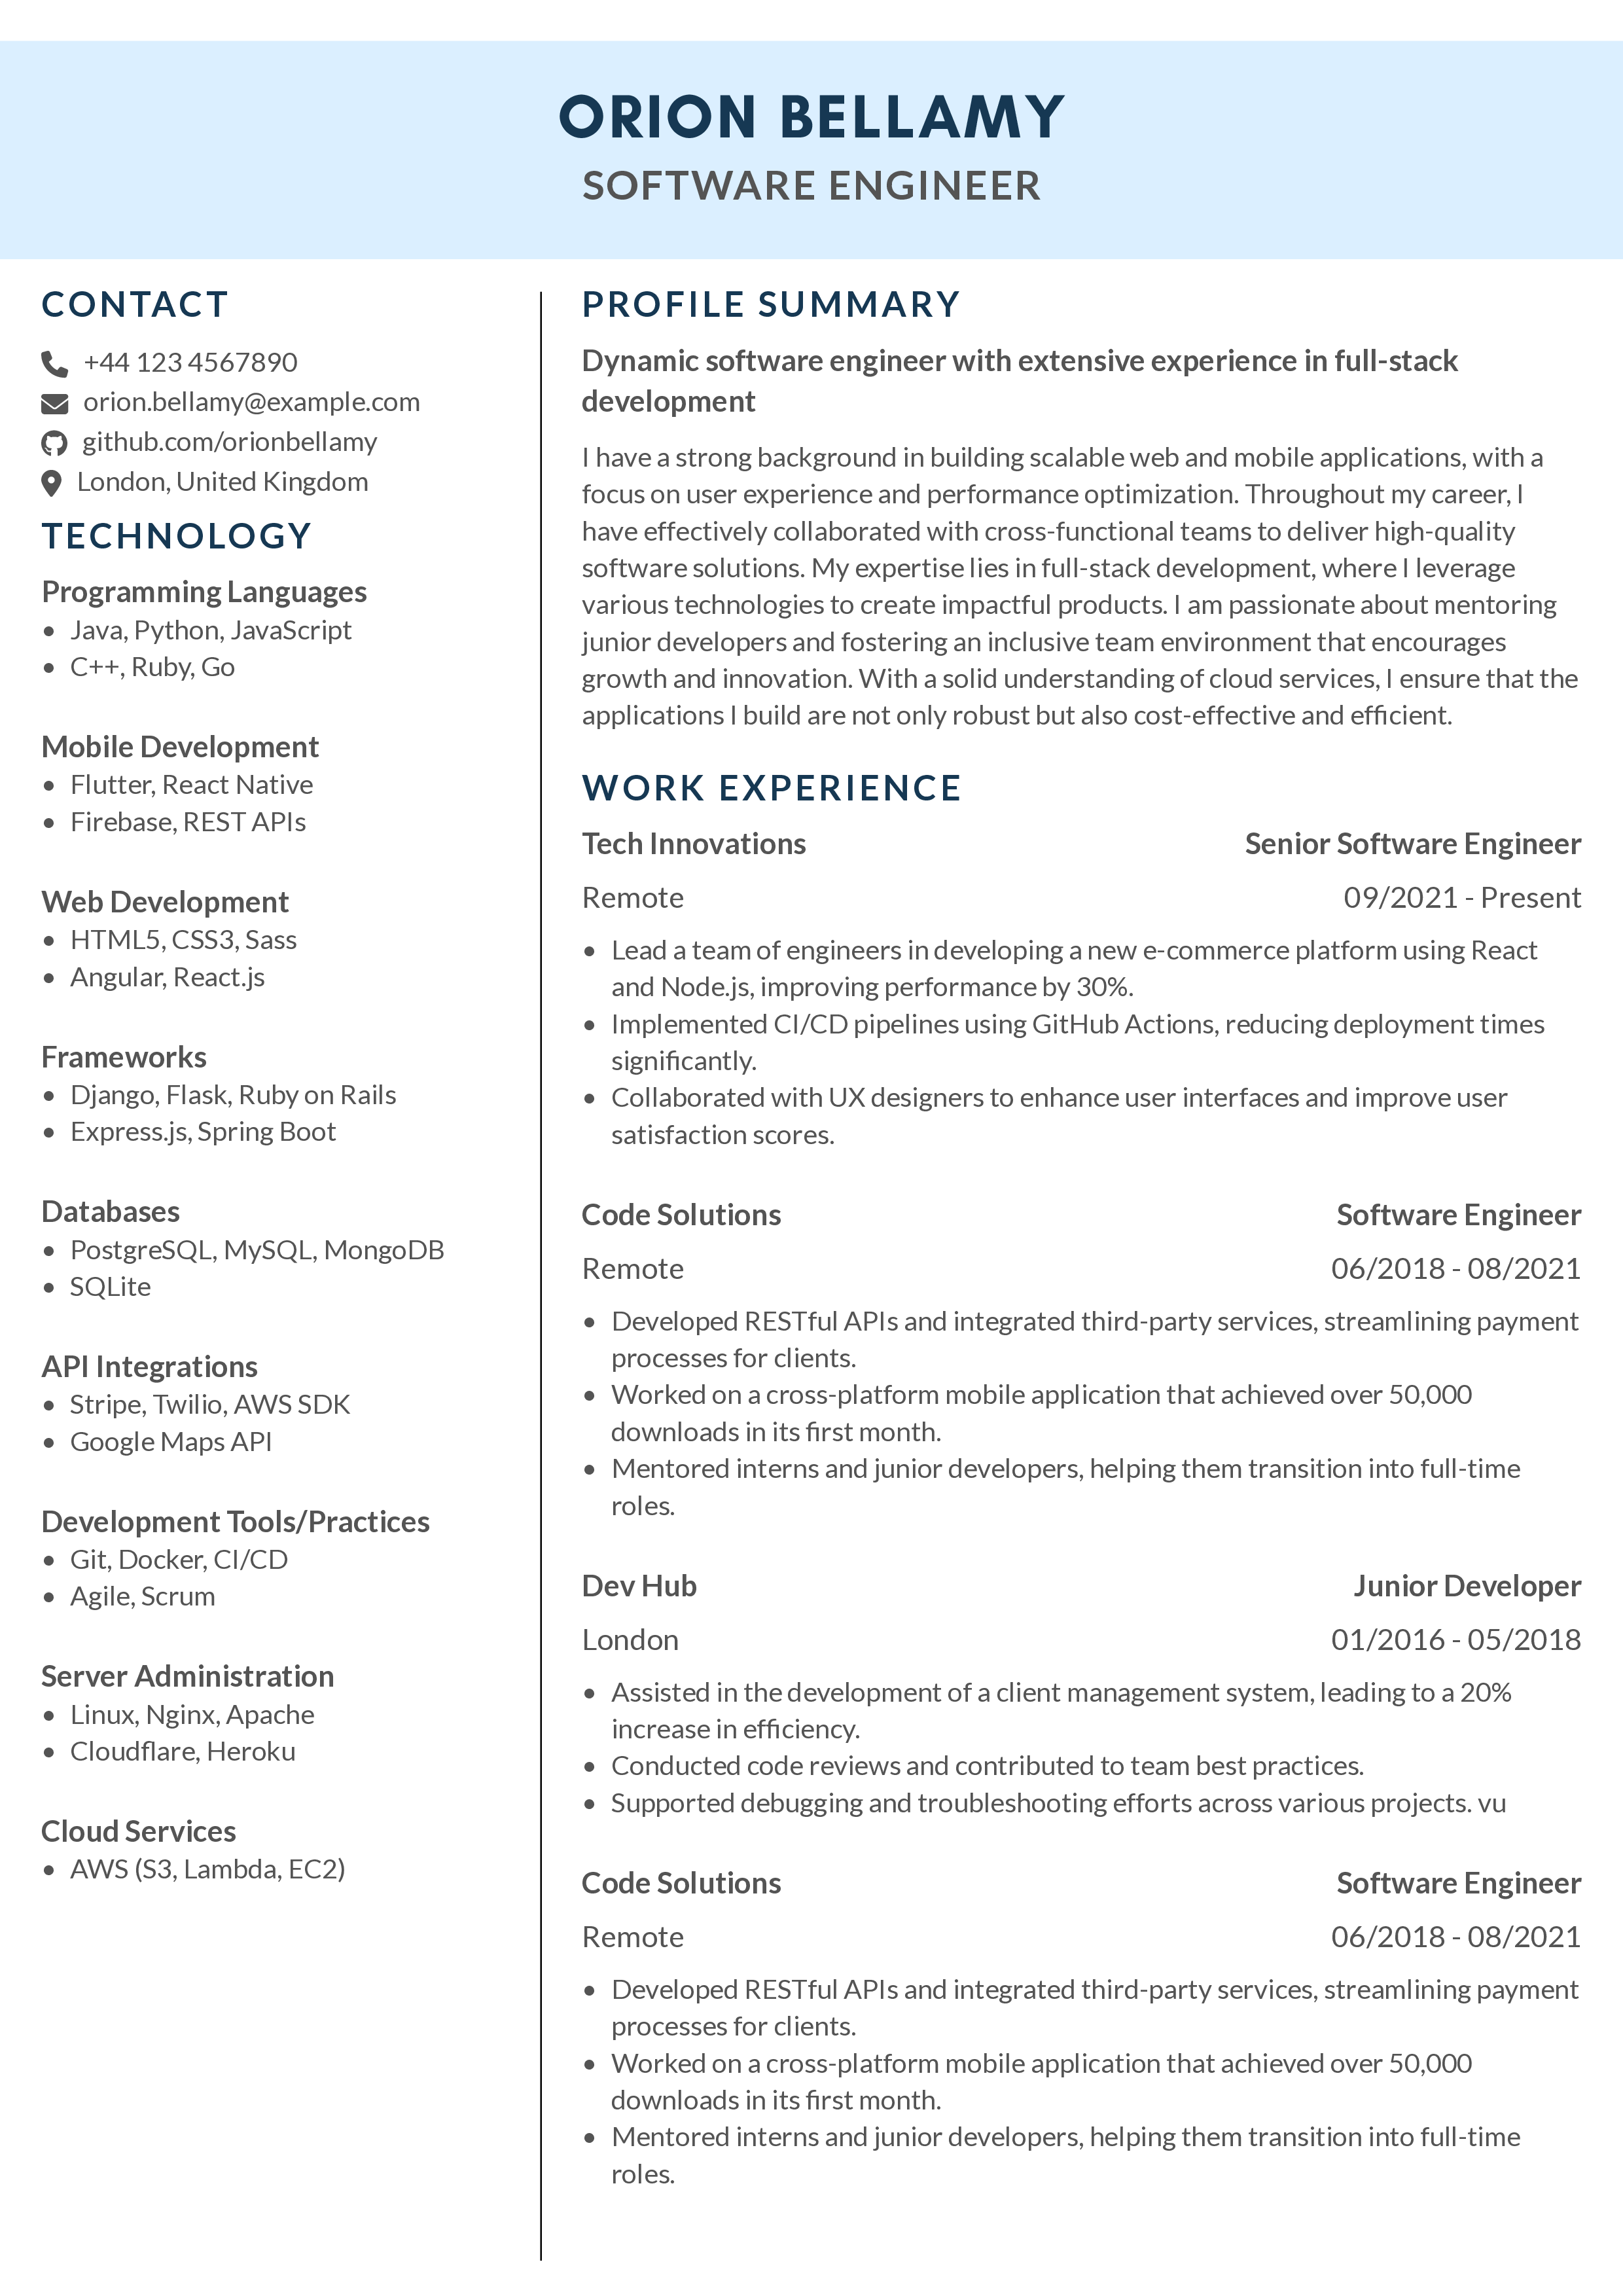 ORION BELLAMY
SOFTWARE ENGINEER
CONTACT
+44 123 4567890
orion.bellamy@example.com
github.com/orionbellamy
London, United Kingdom
TECHNOLOGY
Programming Languages
• Java, Python, JavaScript
• C++, Ruby, Go
Mobile Development
• Flutter, React Native
• Firebase, REST APIs
Web Development
• HTML5, CSS3, Sass
• Angular, React.js
Frameworks
• Django, Flask, Ruby on Rails
• Express.js, Spring Boot
Databases
• PostgreSQL, MySQL, MongoDB
• SQLite
API Integrations
• Stripe, Twilio, AWS SDK
• Google Maps API
Development Tools/Practices
• Git, Docker, CI/CD
• Agile, Scrum
Server Administration
• Linux, Nginx, Apache
• Cloudflare, Heroku
Cloud Services
• AWS (S3, Lambda, EC2)
PROFILE SUMMARY
Dynamic software engineer with extensive experience in full-stack
development
I have a strong background in building scalable web and mobile applications, with a
focus on user experience and performance optimization. Throughout my career, I
have effectively collaborated with cross-functional teams to deliver high-quality
software solutions. My expertise lies in full-stack development, where I leverage
various technologies to create impactful products. I am passionate about mentoring
junior developers and fostering an inclusive team environment that encourages
growth and innovation. With a solid understanding of cloud services, I ensure that the
applications I build are not only robust but also cost-effective and efficient.
WORK EXPERIENCE
Tech Innovations Senior Software Engineer
Remote 09/2021 - Present
• Lead a team of engineers in developing a new e-commerce platform using React
and Node.js, improving performance by 30%.
• Implemented CI/CD pipelines using GitHub Actions, reducing deployment times
significantly.
• Collaborated with UX designers to enhance user interfaces and improve user
satisfaction scores.
Code Solutions Software Engineer
Remote 06/2018 - 08/2021
• Developed RESTful APIs and integrated third-party services, streamlining payment
processes for clients.
• Worked on a cross-platform mobile application that achieved over 50,000
downloads in its first month.
• Mentored interns and junior developers, helping them transition into full-time
roles.
Dev Hub Junior Developer
London 01/2016 - 05/2018
• Assisted in the development of a client management system, leading to a 20%
increase in efficiency.
• Conducted code reviews and contributed to team best practices.
• Supported debugging and troubleshooting efforts across various projects. vu
Code Solutions Software Engineer
Remote 06/2018 - 08/2021
• Developed RESTful APIs and integrated third-party services, streamlining payment
processes for clients.
• Worked on a cross-platform mobile application that achieved over 50,000
downloads in its first month.
• Mentored interns and junior developers, helping them transition into full-time
roles.